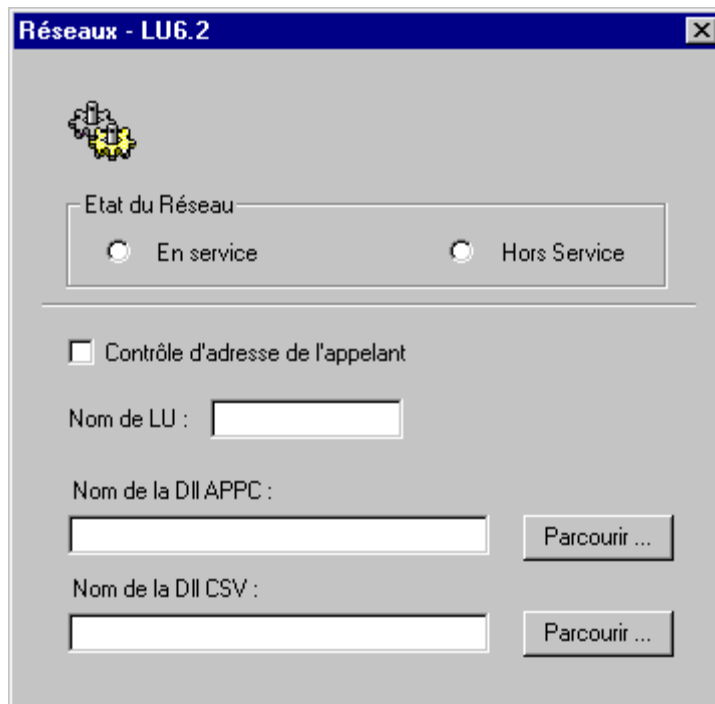 Réseaux - LU6.2
Etat du Réseau
En service
Hors Service
Contrôle d'adresse de l'appelant
Nom de LU :
Nom de la Dll APPC :
Parcourir ...
Nom de la Dll CSV :
Parcourir ...